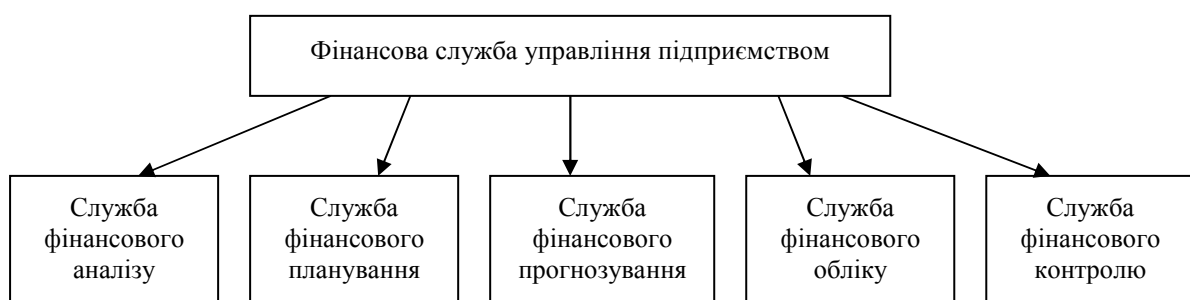 Фінансова служба управління підприємством
Служба
фінансового
аналізу
Служба
фінансового
планування
Служба
фінансового
прогнозування
Служба
фінансового
обліку
Служба
фінансового
контролю